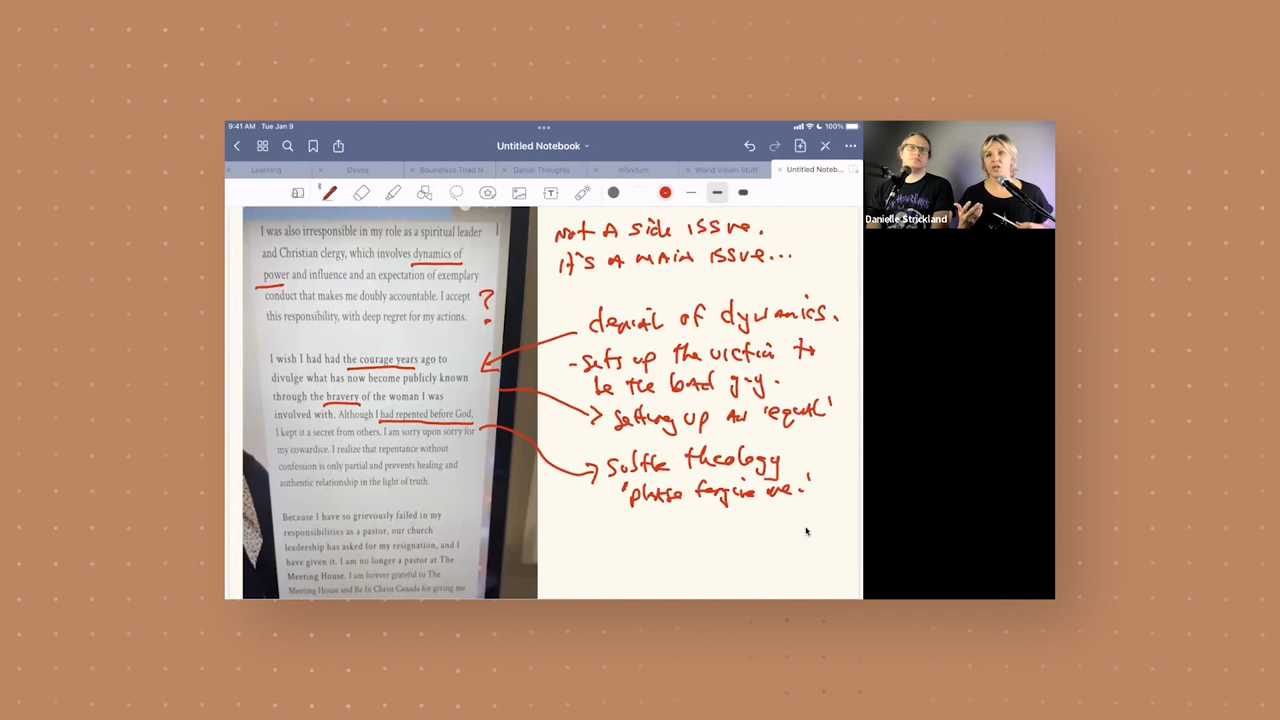 9:41 AM Tue Jan 9
100%
Untitled Notebook
Learning
Devos
Boundless Triad N...
Daniel Thoughts
Infinitum
World Vision Stuff
Untitled Noteb...
I was also irresponsible in my role as a spiritual leader
and Christian clergy, which involves dynamics of
power and influence and an expectation of exemplary
conduct that makes me doubly accountable. I accept
this responsibility, with deep regret for my actions.
?
I wish I had had the courage years ago to
divulge what has now become publicly known
through the bravery of the woman I was
involved with. Although I had repented before God,
I kept it a secret from others. I am sorry upon sorry for
my cowardice. I realize that repentance without
confession is only partial and prevents healing and
authentic relationship in the light of truth.
Because I have so grievously failed in my
responsibilities as a pastor, our church
leadership has asked for my resignation, and I
have given it. I am no longer a pastor at The
Meeting House. I am forever grateful to The
Meeting House and Be In Christ Canada for giving me
Not A side issue.
it's a main issue...
denial of dynamics.
- sets up the victim to
be the bad guy.
setting up an 'equal'
subtle theology
'please forgive me.'
Danielle Strickland